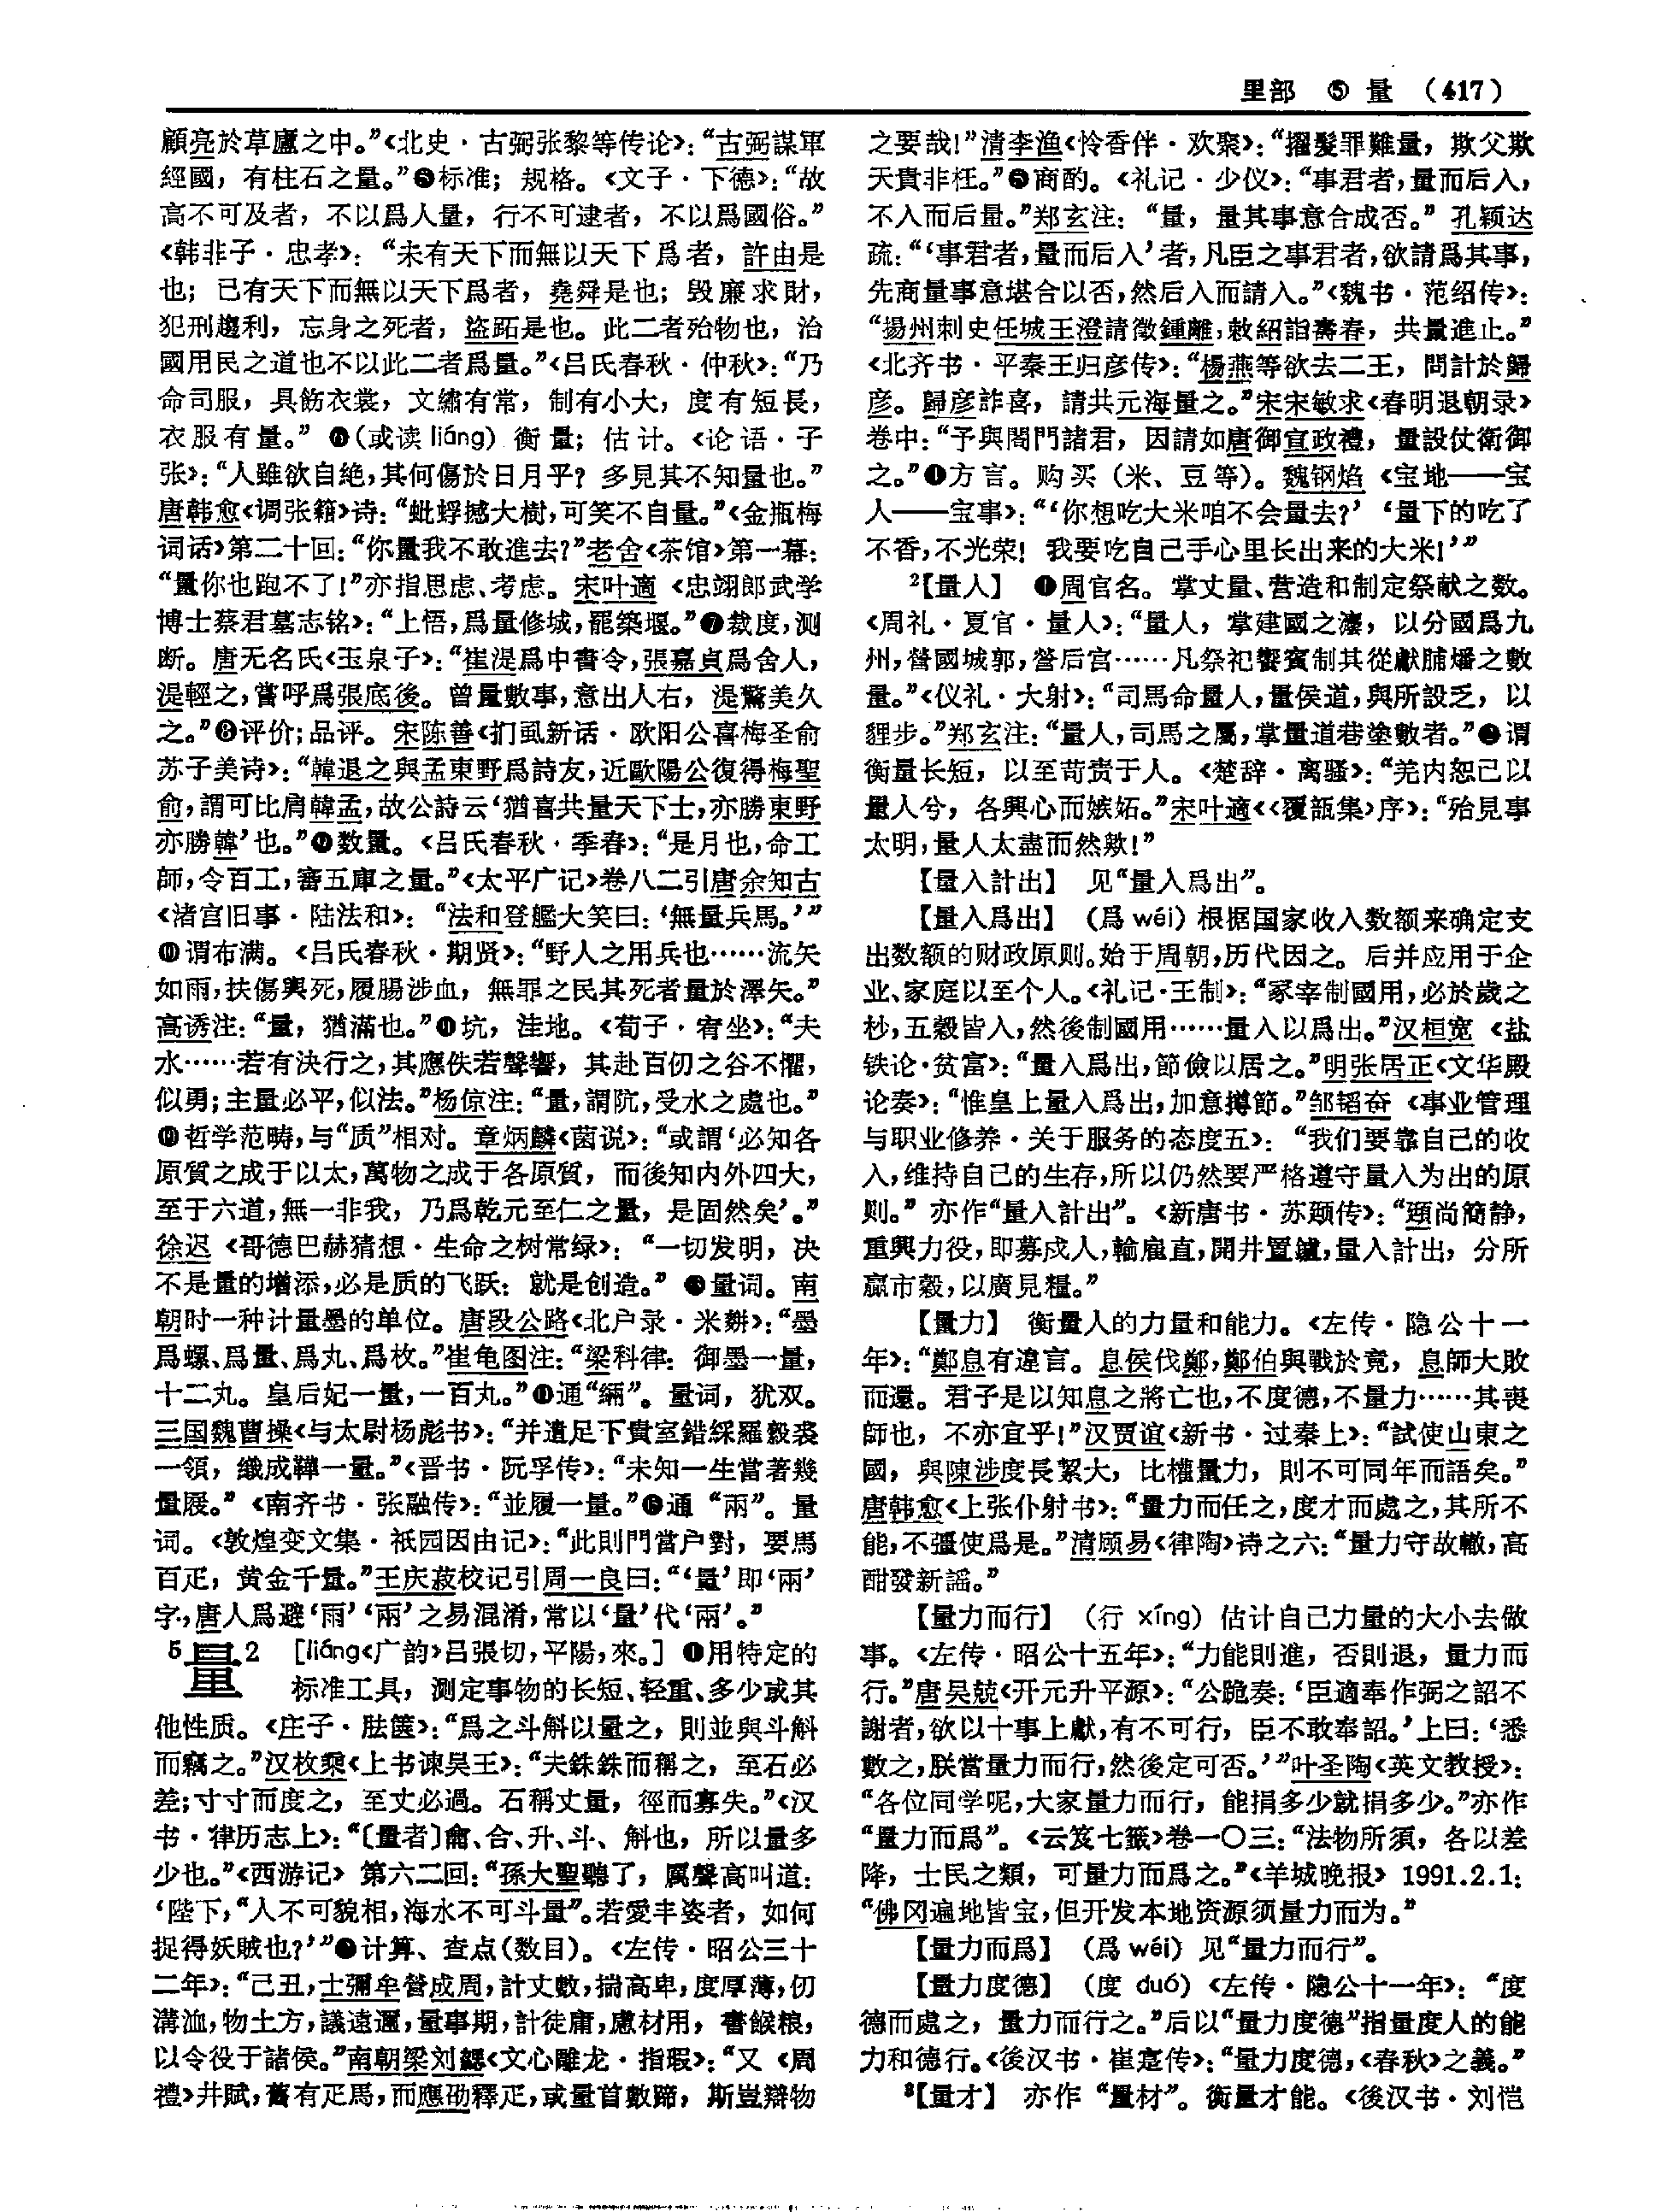 里部 ⑤ 量 (417)
顧亮於草廬之中。”《北史·古弼张黎等传论》：“古弼謀軍
經國，有柱石之量。”❺标准；规格。《文子·下德》：“故
高不可及者，不以爲人量，行不可逮者，不以爲國俗。”
《韩非子·忠孝》：“未有天下而無以天下爲者，許由是
也；已有天下而無以天下爲者，堯舜是也；毁廉求財，
犯刑趨利，忘身之死者，盜跖是也。此二者殆物也，治
國用民之道也不以此二者爲量。”《吕氏春秋·仲秋》：“乃
命司服，具飭衣裳，文繡有常，制有小大，度有短長，
衣服有量。”❻(或读 liáng) 衡量；估计。《论语·子
张》：“人雖欲自絶，其何傷於日月乎？多見其不知量也。”
唐韩愈《调张籍》诗：“蚍蜉撼大樹，可笑不自量。”《金瓶梅
词话》第二十回：“你量我不敢進去？”老舍《茶馆》第一幕：
“量你也跑不了！”亦指思虑、考虑。宋叶適《忠翊郎武学
博士蔡君墓志铭》：“上悟，爲量修城，罷築堰。”❼裁度，测
断。唐无名氏《玉泉子》：“崔湜爲中書令，張嘉貞爲舍人，
湜輕之，嘗呼爲張底後。曾量數事，意出人右，湜驚美久
之。”❽评价；品评。宋陈善《扪虱新话·欧阳公喜梅圣俞
苏子美诗》：“韓退之與孟東野爲詩友，近歐陽公復得梅聖
俞，謂可比肩韓孟，故公詩云‘猶喜共量天下士，亦勝東野
亦勝韓’也。”❾数量。《吕氏春秋·季春》：“是月也，命工
師，令百工，審五庫之量。”《太平广记》卷八二引唐余知古
《渚宫旧事·陆法和》：“法和登艦大笑曰：‘無量兵馬。’”
❿谓布满。《吕氏春秋·期贤》：“野人之用兵也……流矢
如雨，扶傷輿死，履腸涉血，無罪之民其死者量於澤矣。”
高诱注：“量，猶滿也。”⓫坑，洼地。《荀子·宥坐》：“夫
水……若有決行之，其應佚若聲響，其赴百仞之谷不懼，
似勇；主量必平，似法。”杨倞注：“量，謂阬，受水之處也。”
⓬哲学范畴，与“质”相对。章炳麟《菌说》：“或謂‘必知各
原質之成于以太，萬物之成于各原質，而後知内外四大，
至于六道，無一非我，乃爲乾元至仁之量，是固然矣’。”
徐迟《哥德巴赫猜想·生命之树常绿》：“一切发明，决
不是量的增添，必是质的飞跃：就是创造。”⓭量词。南
朝时一种计量墨的单位。唐段公路《北户录·米麨》：“墨
爲螺、爲量、爲丸、爲枚。”崔龟图注：“梁科律：御墨一量，
十二丸。皇后妃一量，一百丸。”⓮通“緉”。量词，犹双。
三国魏曹操《与太尉杨彪书》：“并遺足下貴室錯綵羅縠裘
一領，織成鞾一量。”《晋书·阮孚传》：“未知一生當著幾
量屐。”《南齐书·张融传》：“並履一量。”⓯通“兩”。量
词。《敦煌变文集·祇园因由记》：“此則門當户對，要馬
百疋，黄金千量。”王庆菽校记引周一良曰：“‘量’即‘兩’
字，唐人爲避‘雨’‘兩’之易混淆，常以‘量’代‘兩’。”
5量2 [liáng《广韵》吕張切，平陽，來。] ❶用特定的
标准工具，测定事物的长短、轻重、多少或其
他性质。《庄子·胠箧》：“爲之斗斛以量之，則並與斗斛
而竊之。”汉枚乘《上书谏吴王》：“夫銖銖而稱之，至石必
差；寸寸而度之，至丈必過。石稱丈量，徑而寡失。”《汉
书·律历志上》：“〔量者〕龠、合、升、斗、斛也，所以量多
少也。”《西游记》第六二回：“孫大聖聽了，厲聲高叫道：
‘陛下，“人不可貌相，海水不可斗量”。若愛丰姿者，如何
捉得妖賊也？’”❷计算、查点(数目)。《左传·昭公三十
二年》：“己丑，士彌牟營成周，計丈數，揣高卑，度厚薄，仞
溝洫，物土方，議遠邇，量事期，計徒庸，慮材用，書餱粮，
以令役于諸侯。”南朝梁刘勰《文心雕龙·指瑕》：“又《周
禮》井賦，舊有疋馬，而應劭釋疋，或量首數蹄，斯豈辯物
之要哉！”清李渔《怜香伴·欢聚》：“擢髮罪難量，欺父欺
天責非枉。”❸商酌。《礼记·少仪》：“事君者，量而后入，
不入而后量。”郑玄注：“量，量其事意合成否。”孔颖达
疏：“‘事君者，量而后入’者，凡臣之事君者，欲請爲其事，
先商量事意堪合以否，然后入而請入。”《魏书·范绍传》：
“揚州刺史任城王澄請徵鍾離，敕紹詣壽春，共量進止。”
《北齐书·平秦王归彦传》：“楊燕等欲去二王，問計於歸
彦。歸彦詐喜，請共元海量之。”宋宋敏求《春明退朝录》
卷中：“予與閤門諸君，因請如唐御宣政禮，量設仗衛御
之。”❹方言。购买（米、豆等）。魏钢焰《宝地——宝
人——宝事》：“‘你想吃大米咱不会量去？’‘量下的吃了
不香，不光荣！我要吃自己手心里长出来的大米！’”
2【量人】 ❶周官名。掌丈量、营造和制定祭献之数。
《周礼·夏官·量人》：“量人，掌建國之灋，以分國爲九
州，營國城郭，營后宫……凡祭祀饗賓制其從獻脯燔之數
量。”《仪礼·大射》：“司馬命量人，量侯道，與所設乏，以
貍步。”郑玄注：“量人，司馬之屬，掌量道巷塗數者。”❷谓
衡量长短，以至苛责于人。《楚辞·离骚》：“羌内恕己以
量人兮，各興心而嫉妬。”宋叶適《〈覆瓿集〉序》：“殆見事
太明，量人太盡而然歟！”
【量入計出】 见“量入爲出”。
【量入爲出】 （爲 wéi）根据国家收入数额来确定支
出数额的财政原则。始于周朝，历代因之。后并应用于企
业、家庭以至个人。《礼记·王制》：“冢宰制國用，必於歲之
杪，五穀皆入，然後制國用……量入以爲出。”汉桓宽《盐
铁论·贫富》：“量入爲出，節儉以居之。”明张居正《文华殿
论奏》：“惟皇上量入爲出，加意撙節。”邹韬奋《事业管理
与职业修养·关于服务的态度五》：“我们要靠自己的收
入，维持自己的生存，所以仍然要严格遵守量入为出的原
则。”亦作“量入計出”。《新唐书·苏颋传》：“頲尚簡静，
重興力役，即募戍人，輸雇直，開井置鑪，量入計出，分所
贏市穀，以廣見糧。”
【量力】 衡量人的力量和能力。《左传·隐公十一
年》：“鄭息有違言。息侯伐鄭，鄭伯與戰於竟，息師大敗
而還。君子是以知息之將亡也，不度德，不量力……其喪
師也，不亦宜乎！”汉贾谊《新书·过秦上》：“試使山東之
國，與陳涉度長絜大，比權量力，則不可同年而語矣。”
唐韩愈《上张仆射书》：“量力而任之，度才而處之，其所不
能，不彊使爲是。”清顾易《律陶》诗之六：“量力守故轍，高
酣發新謡。”
【量力而行】 （行 xíng）估计自己力量的大小去做
事。《左传·昭公十五年》：“力能則進，否則退，量力而
行。”唐吴兢《开元升平源》：“公跪奏：‘臣適奉作弼之詔不
謝者，欲以十事上獻，有不可行，臣不敢奉詔。’上曰：‘悉
數之，朕當量力而行，然後定可否。’”叶圣陶《英文教授》：
“各位同学呢，大家量力而行，能捐多少就捐多少。”亦作
“量力而爲”。《云笈七籤》卷一〇三：“法物所須，各以差
降，士民之類，可量力而爲之。”《羊城晚报》1991.2.1：
“佛冈遍地皆宝，但开发本地资源须量力而为。”
【量力而爲】 （爲 wéi）见“量力而行”。
【量力度德】 （度 duó）《左传·隐公十一年》：“度
德而處之，量力而行之。”后以“量力度德”指量度人的能
力和德行。《後汉书·崔寔传》：“量力度德，《春秋》之義。”
3【量才】 亦作“量材”。衡量才能。《後汉书·刘恺